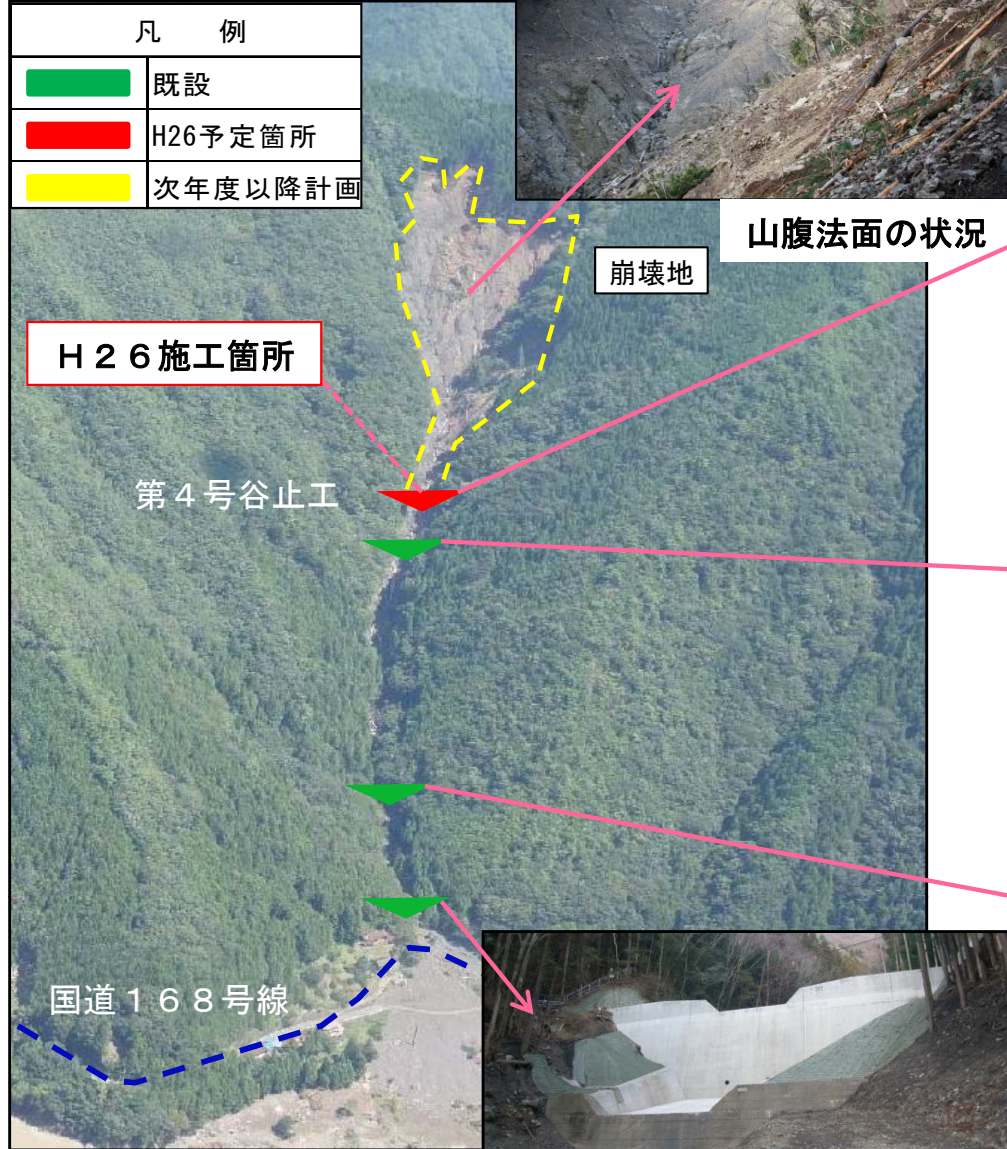 凡　例
既設
H26予定箇所
次年度以降計画
山腹法面の状況
崩壊地
Ｈ２６施工箇所
第４号谷止工
国道１６８号線